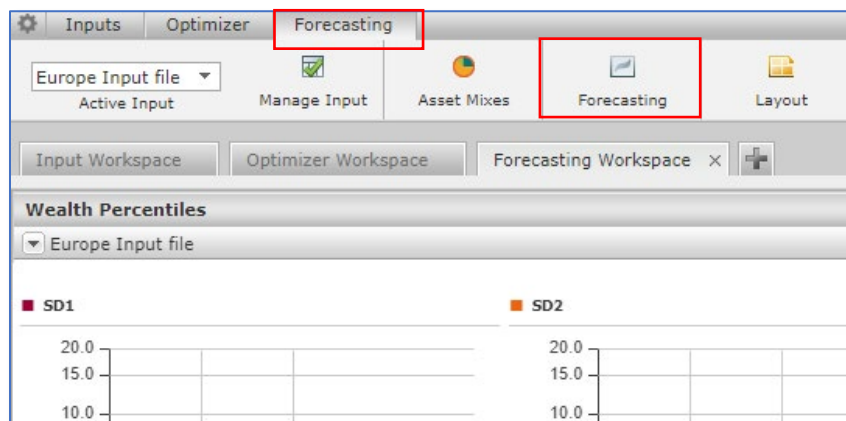 Inputs Optimizer Forecasting
Europe Input file
Active Input Manage Input Asset Mixes Forecasting Layout
Input Workspace Optimizer Workspace Forecasting Workspace
Wealth Percentiles
Europe Input file
SD1 SD2
20.0 20.0
15.0 15.0
10.0 10.0